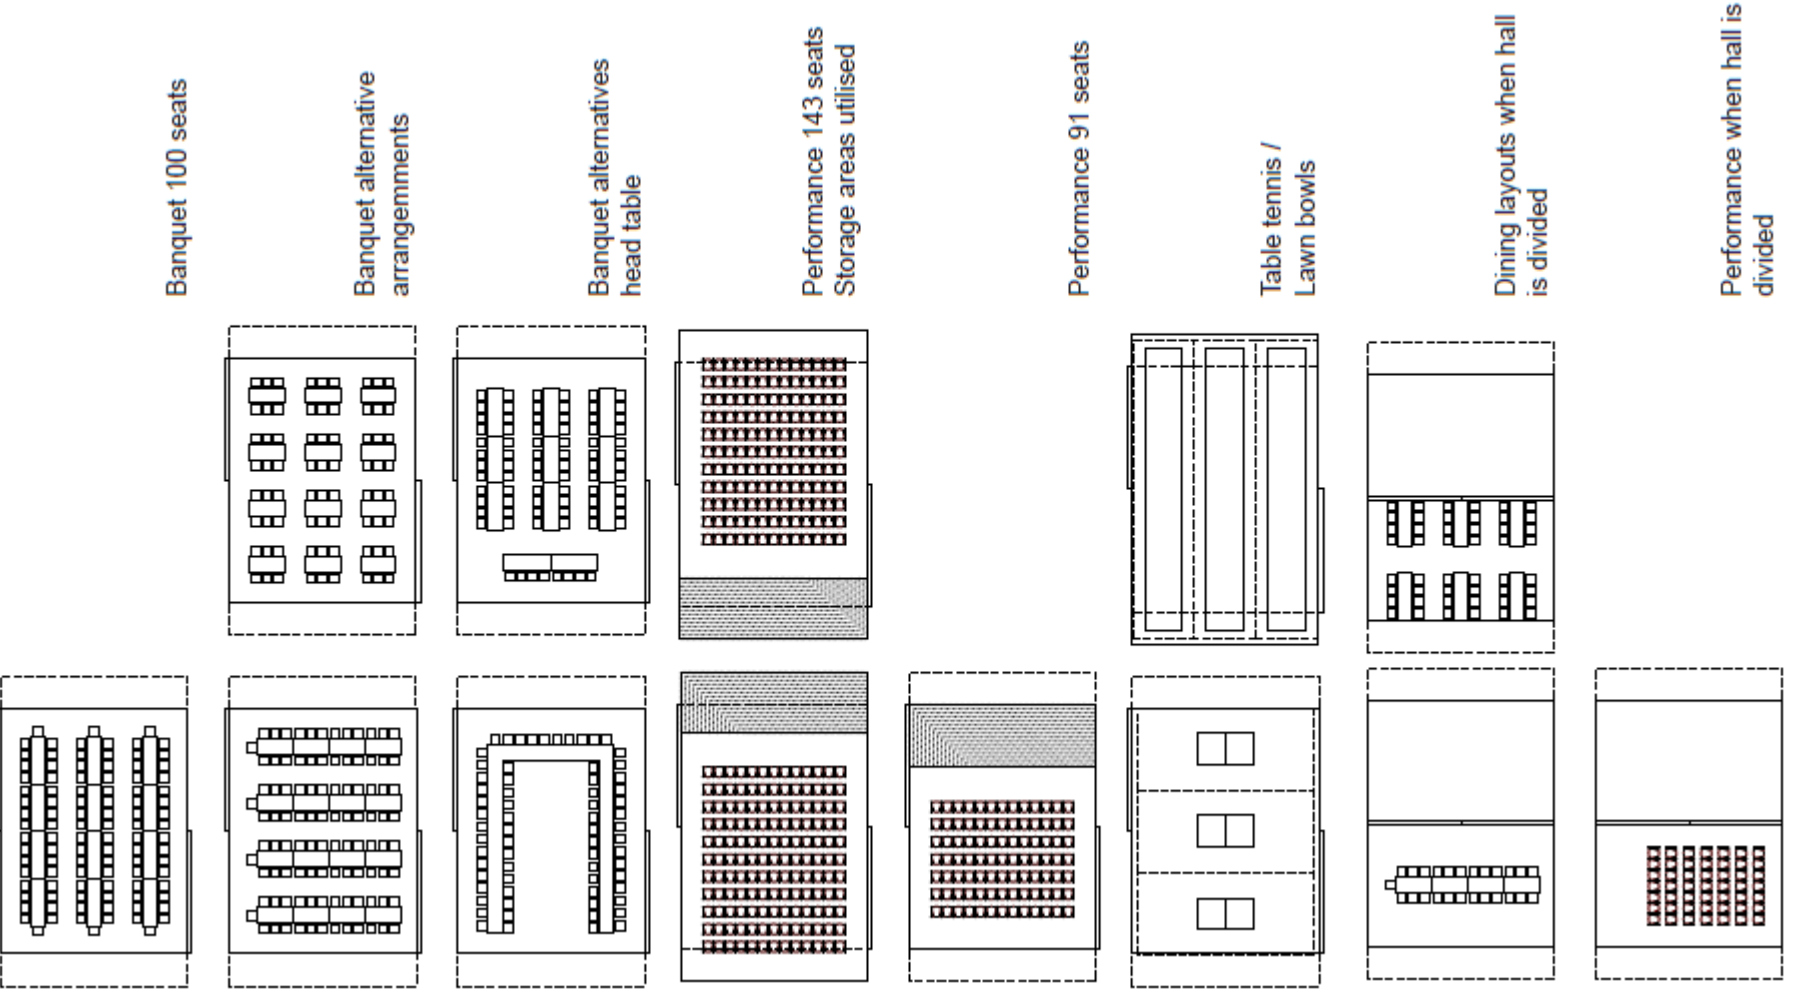 Banquet 100 seats
Banquet alternative
arrangemnents
Banquet alternatives
head table
Performance 143 seats
Storage areas utilised
Performance 91 seats
Table tennis /
Lawn bowls
Dining layouts when hall
is divided
Performance when hall is
divided